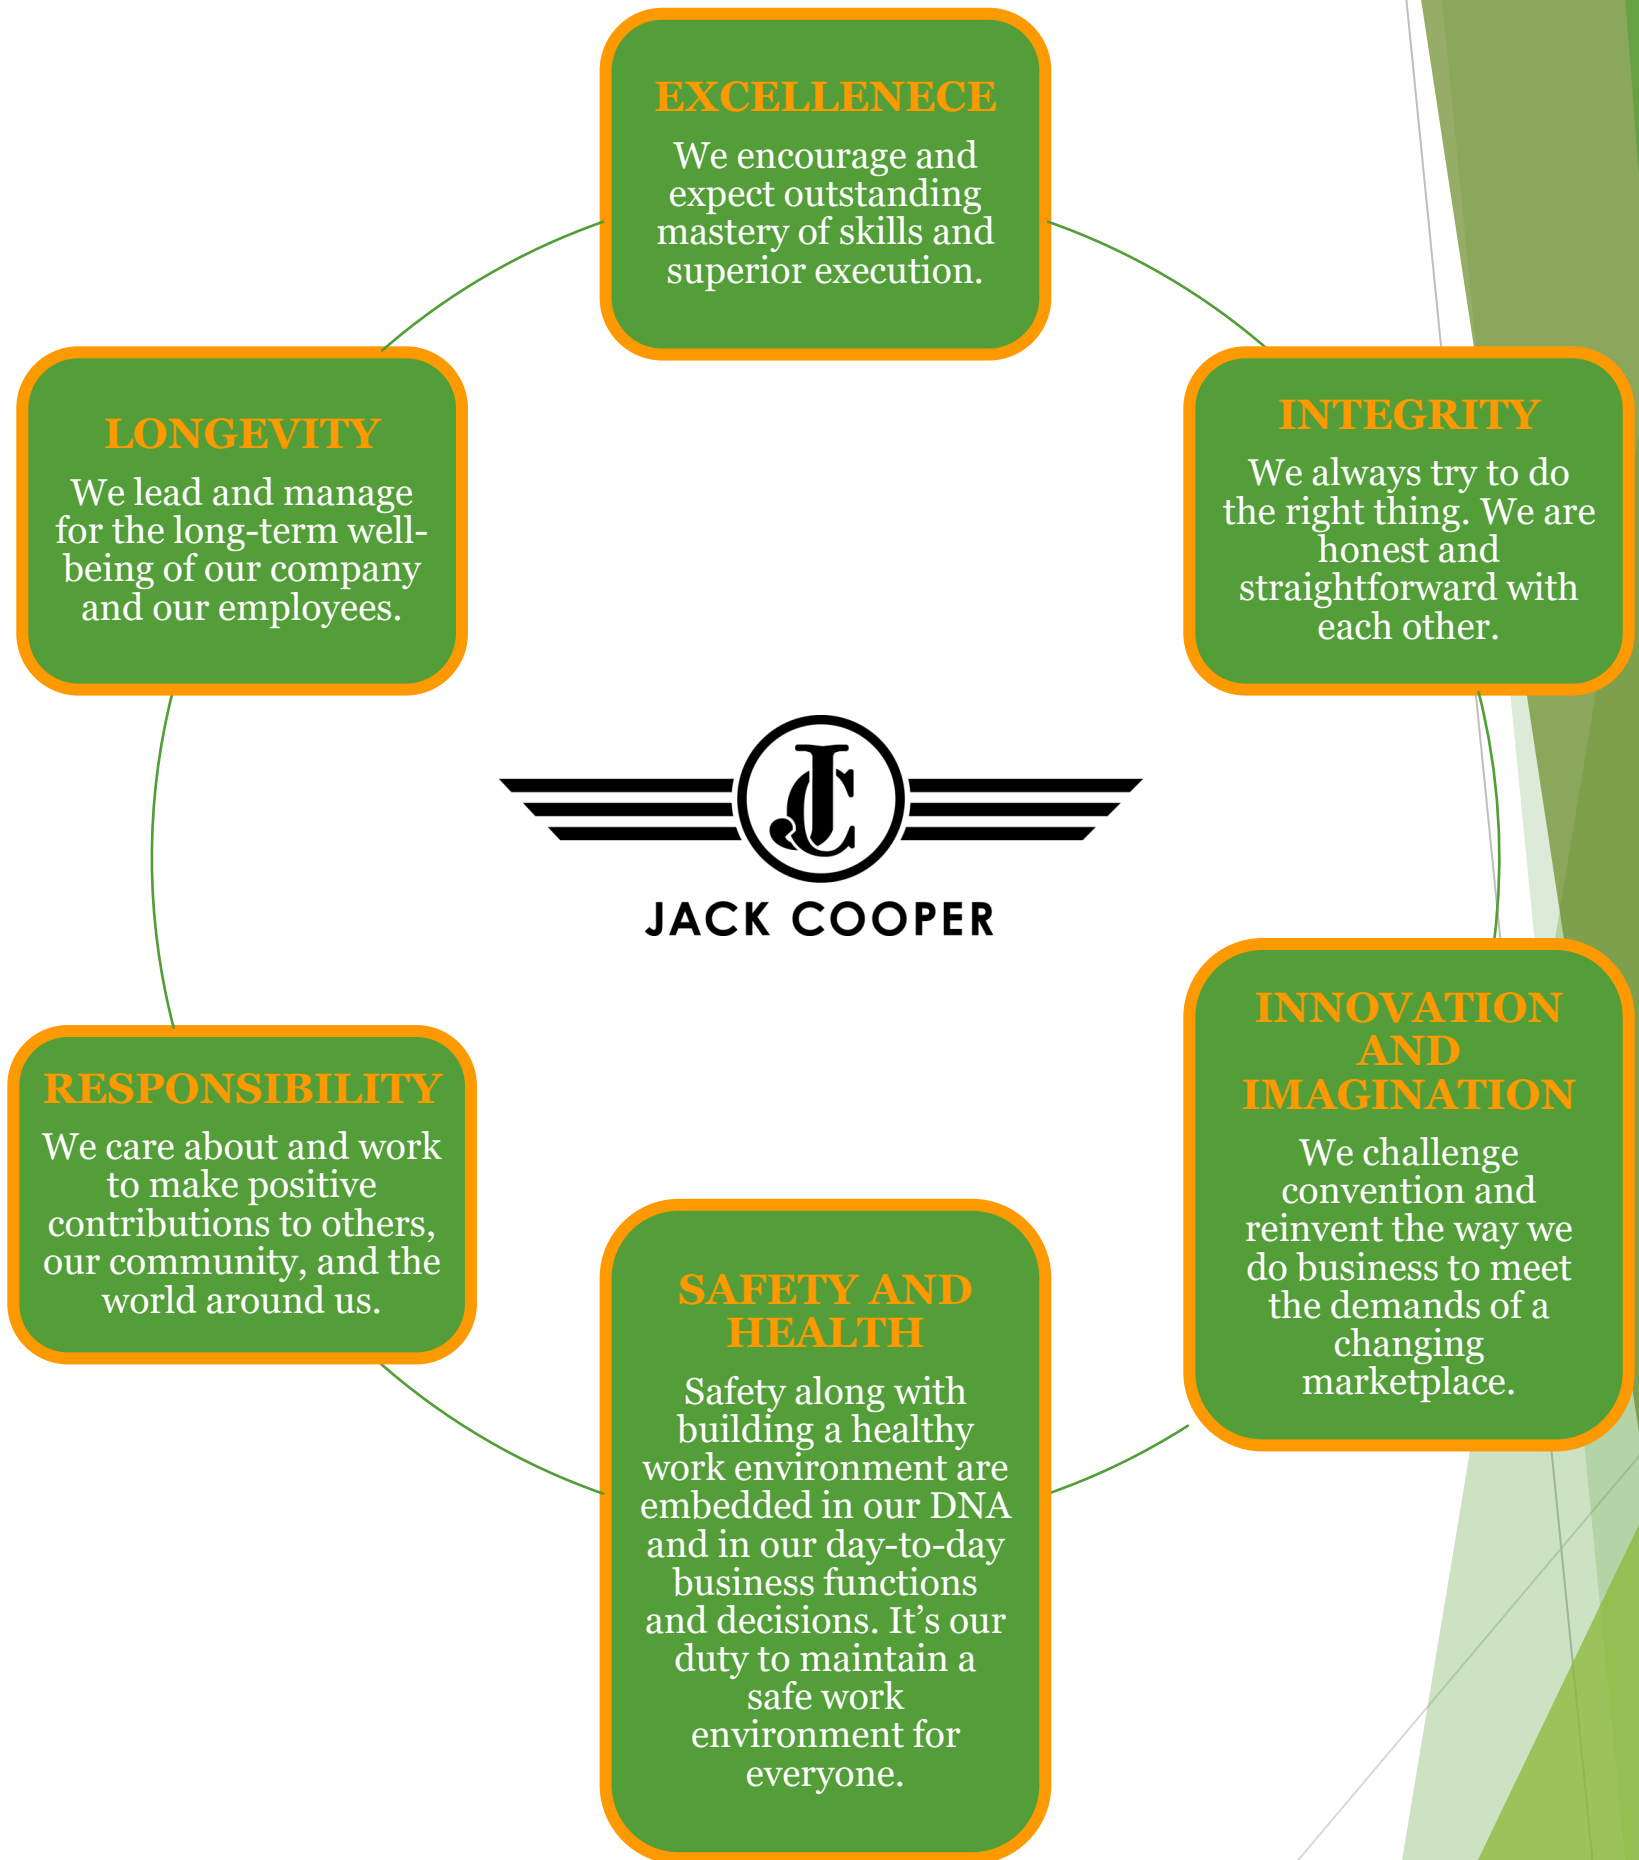 EXCELLENECE
We encourage and
expect outstanding
mastery of skills and
superior execution.
INTEGRITY
We always try to do
the right thing. We are
honest and
straightforward with
each other.
INNOVATION
AND
IMAGINATION
We challenge
convention and
reinvent the way we
do business to meet
the demands of a
changing
marketplace.
SAFETY AND
HEALTH
Safety along with
building a healthy
work environment are
embedded in our DNA
and in our day-to-day
business functions
and decisions. It’s our
duty to maintain a
safe work
environment for
everyone.
RESPONSIBILITY
We care about and work
to make positive
contributions to others,
our community, and the
world around us.
LONGEVITY
We lead and manage
for the long-term well-
being of our company
and our employees.
JC
JACK COOPER